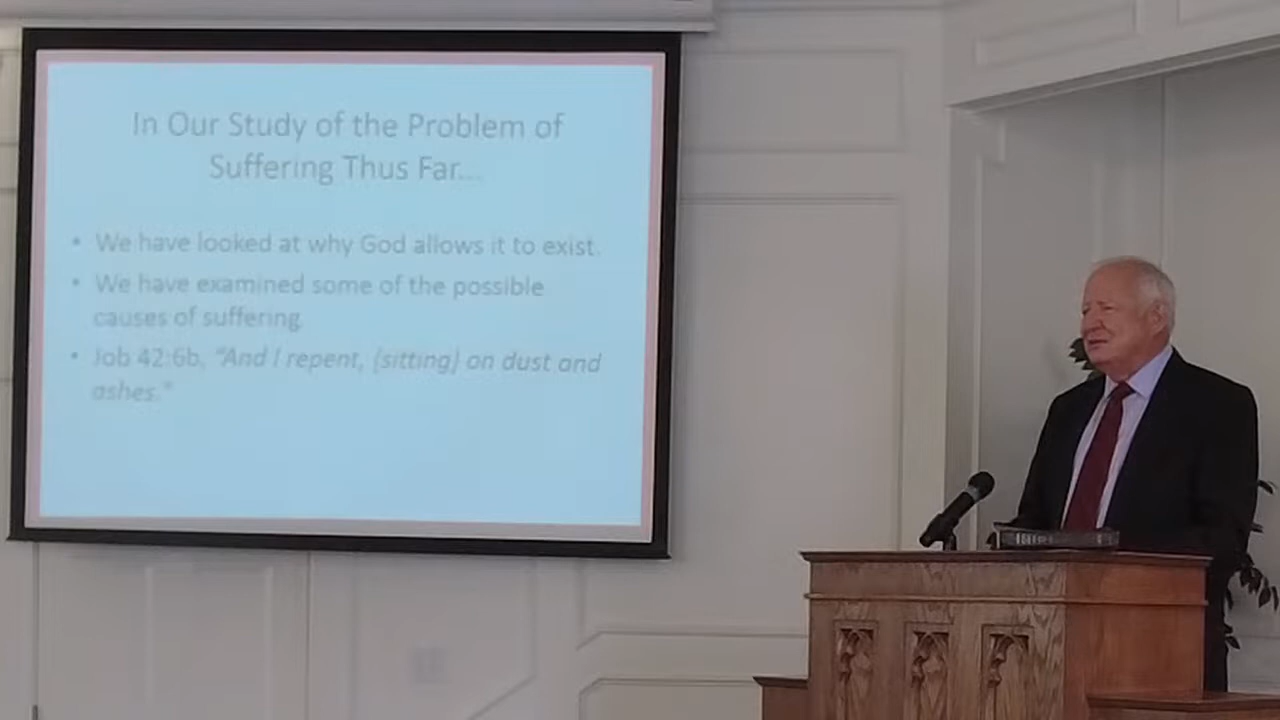 In Our Study of the Problem of
Suffering Thus Far...
• We have looked at why God allows it to exist.
• We have examined some of the possible
causes of suffering.
• Job 42:6b, "And I repent, [sitting] on dust and
ashes."